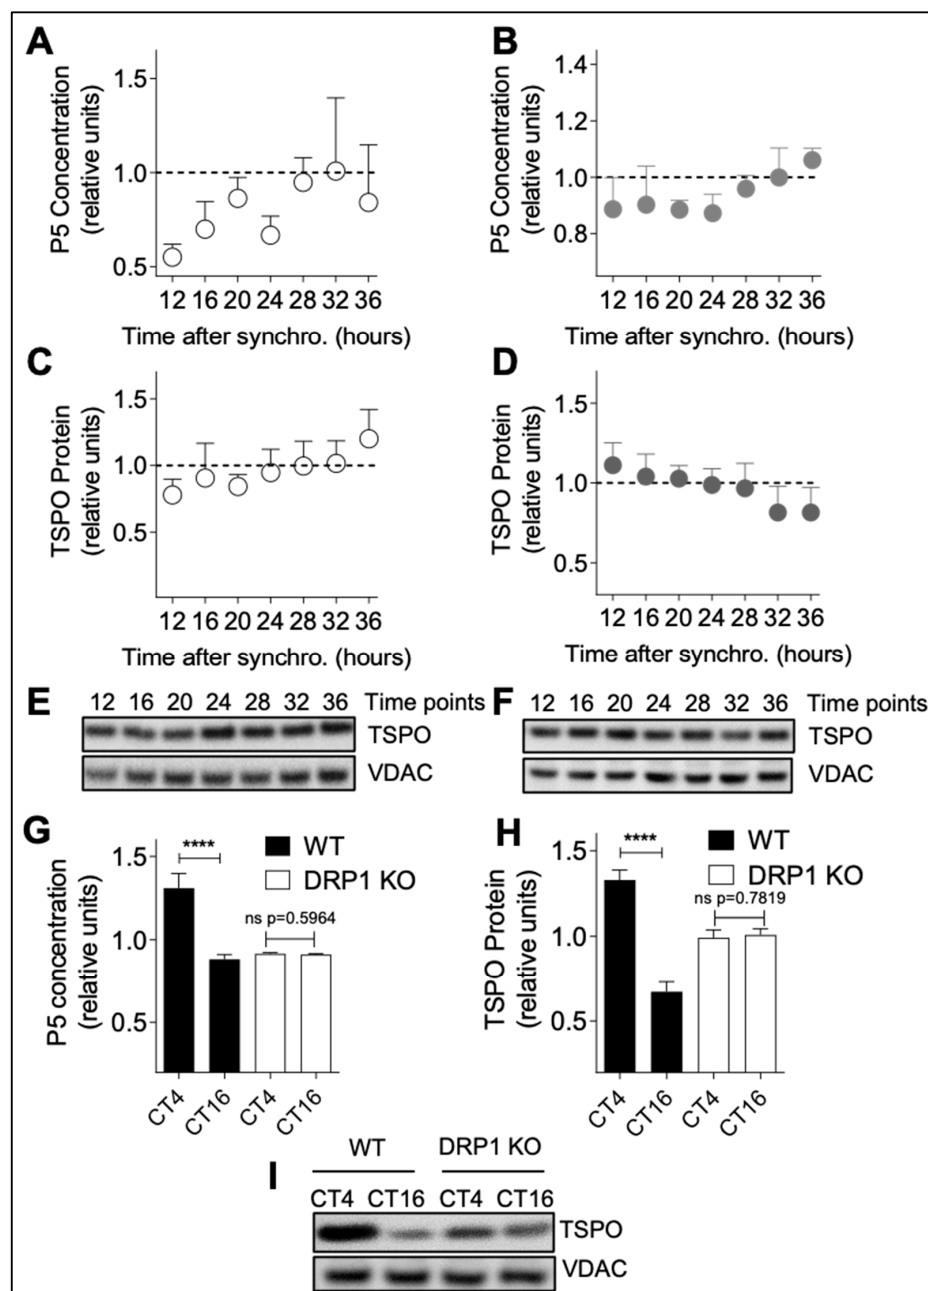 A
P5 Concentration
(relative units)
1.5
1.0
0.5
12 16 20 24 28 32 36
Time after synchro. (hours)
B
P5 Concentration
(relative units)
1.4
1.2
1.0
0.8
12 16 20 24 28 32 36
Time after synchro. (hours)
C
TSPO Protein
(relative units)
1.5
1.0
0.5
12 16 20 24 28 32 36
Time after synchro. (hours)
D
TSPO Protein
(relative units)
1.5
1.0
0.5
12 16 20 24 28 32 36
Time after synchro. (hours)
E
12 16 20 24 28 32 36 Time points
TSPO
VDAC
F
12 16 20 24 28 32 36 Time points
TSPO
VDAC
G
P5 concentration
(relative units)
1.5
1.0
0.5
****
WT
DRP1 KO
ns p=0.5964
CT4 CT16 CT4 CT16
H
TSPO Protein
(relative units)
1.5
1.0
0.5
****
WT
DRP1 KO
ns p=0.7819
CT4 CT16 CT4 CT16
I
WT DRP1 KO
CT4 CT16 CT4 CT16
TSPO
VDAC